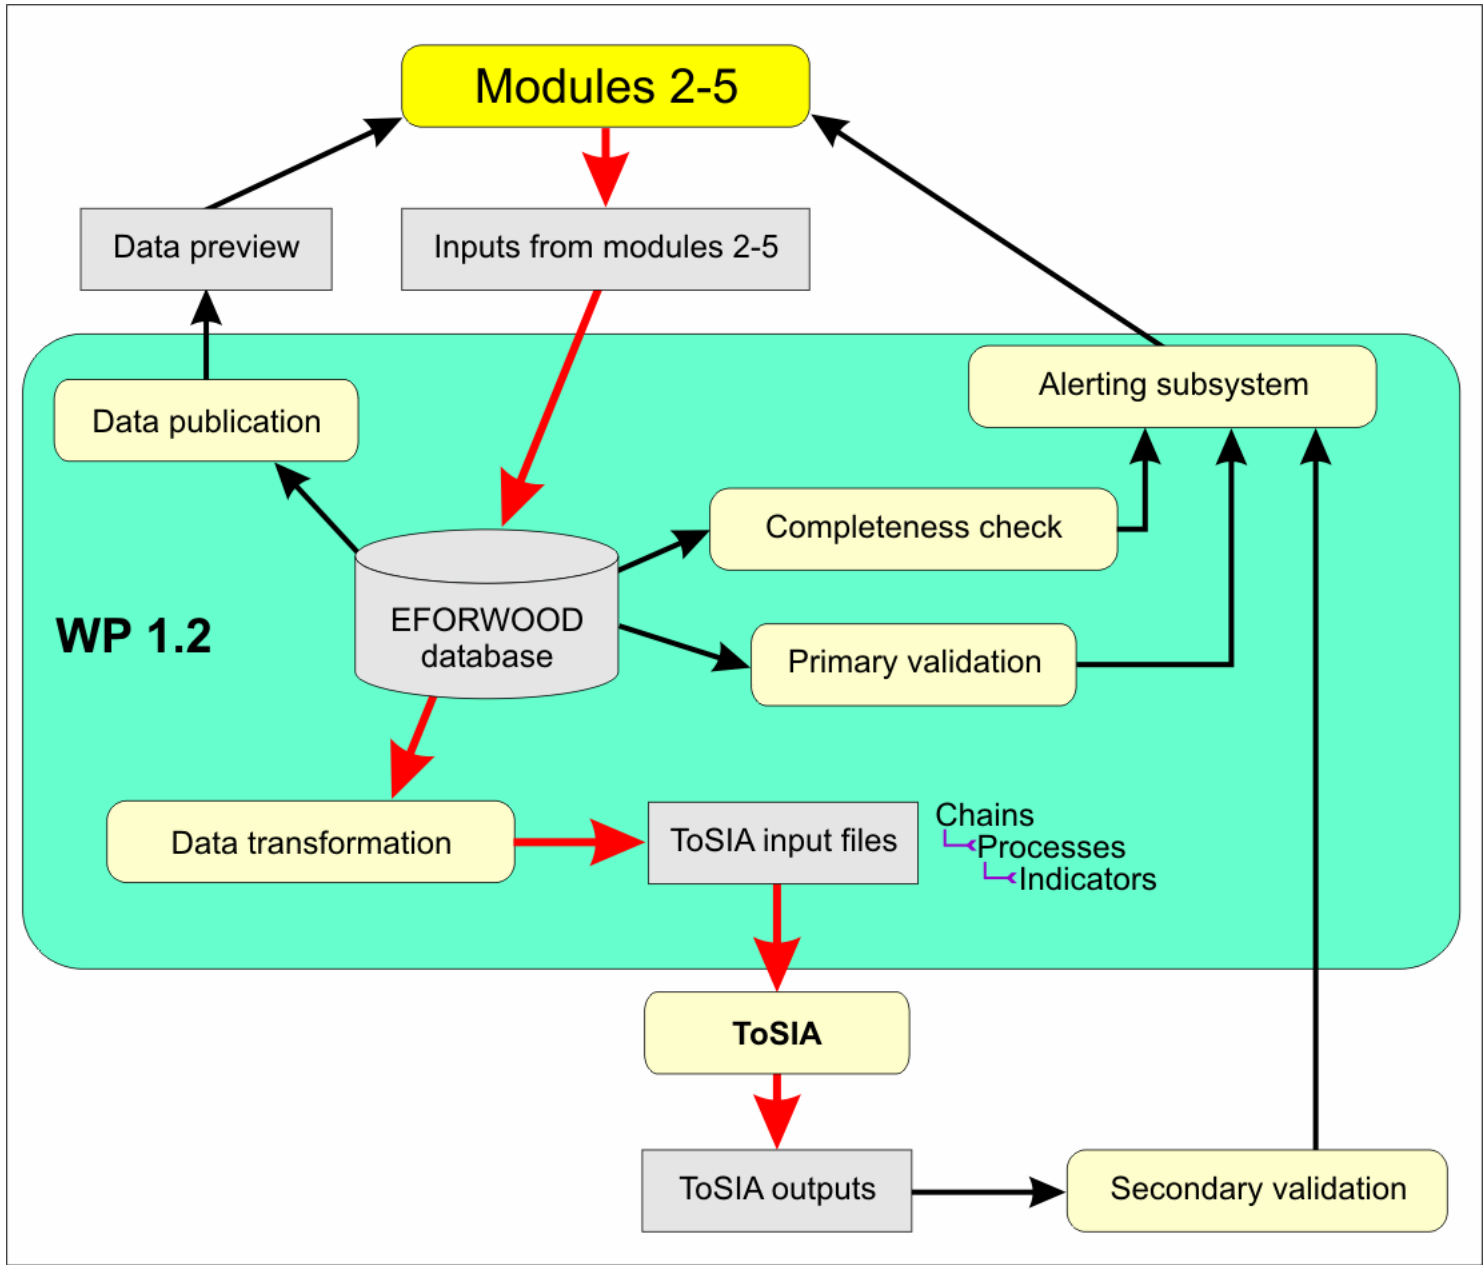 Modules 2-5
Data preview
Inputs from modules 2-5
Alerting subsystem
Data publication
Completeness check
EFORWOOD
database
WP 1.2
Primary validation
Data transformation
ToSIA input files
Chains
Processes
Indicators
ToSIA
ToSIA outputs
Secondary validation